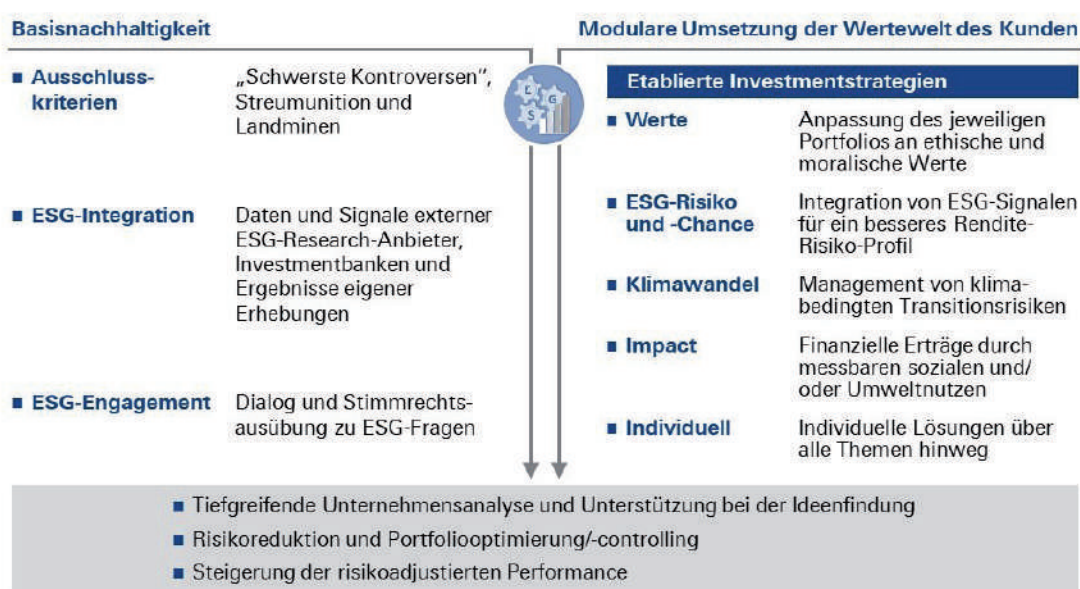 Basisnachhaltigkeit
■ Ausschluss-
kriterien
„Schwerste Kontroversen“,
Streumunition und
Landminen
■ ESG-Integration
Daten und Signale externer
ESG-Research-Anbieter,
Investmentbanken und
Ergebnisse eigener
Erhebungen
■ ESG-Engagement
Dialog und Stimmrechts-
ausübung zu ESG-Fragen
E
G
S
Modulare Umsetzung der Wertewelt des Kunden
Etablierte Investmentstrategien
■ Werte
Anpassung des jeweiligen
Portfolios an ethische und
moralische Werte
■ ESG-Risiko
und -Chance
Integration von ESG-Signalen
für ein besseres Rendite-
Risiko-Profil
■ Klimawandel
Management von klima-
bedingten Transitionsrisiken
■ Impact
Finanzielle Erträge durch
messbaren sozialen und/
oder Umweltnutzen
■ Individuell
Individuelle Lösungen über
alle Themen hinweg
■ Tiefgreifende Unternehmensanalyse und Unterstützung bei der Ideenfindung
■ Risikoreduktion und Portfoliooptimierung/-controlling
■ Steigerung der risikoadjustierten Performance